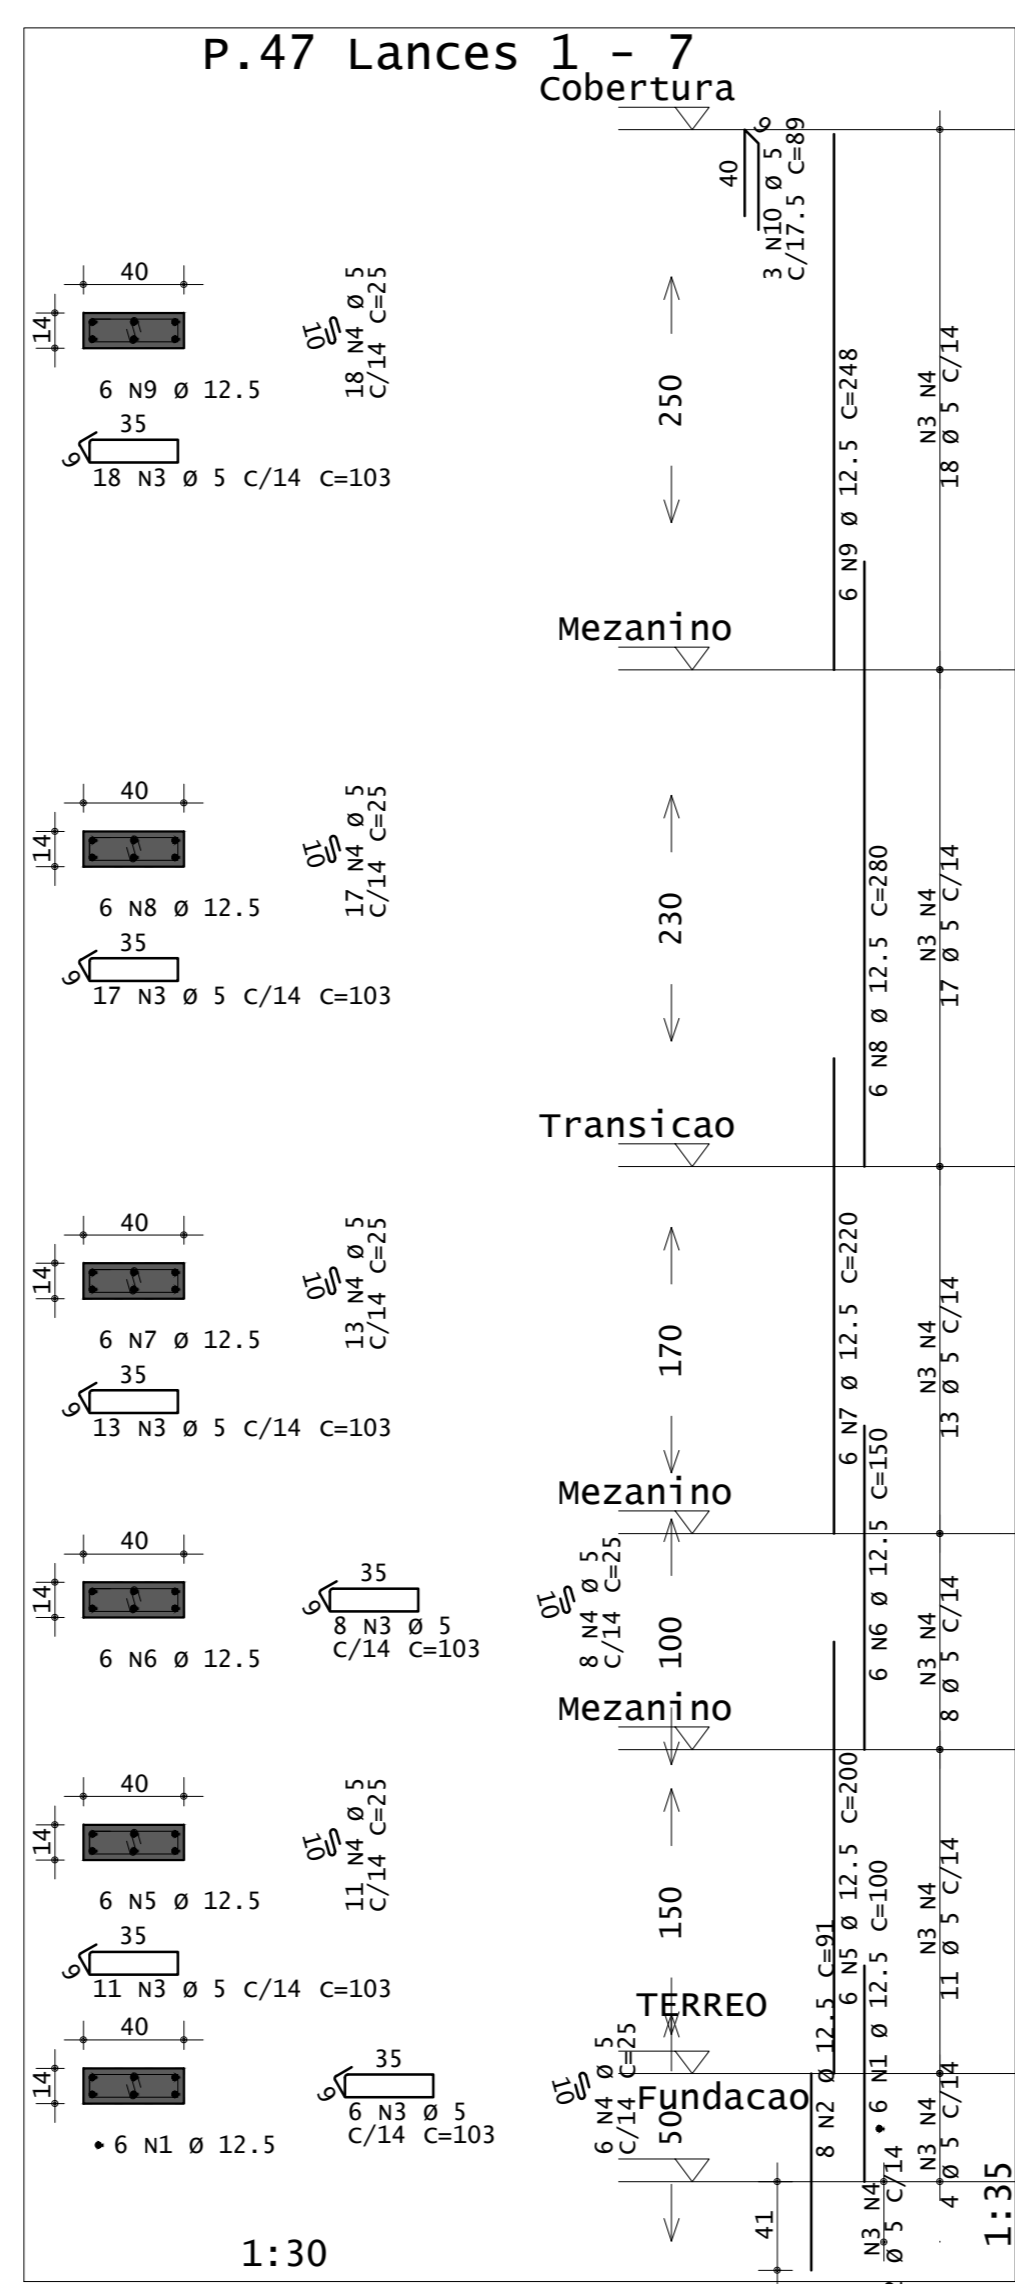 P.47 Lances 1 - 7
Cobertura
40
9
3 N10 Ø 5
C/17.5 C=89
40
14
6 N9 Ø 12.5
35
9
18 N3 Ø 5 C/14 C=103
10
18 N4 Ø 5
C/14 C=25
250
6 N9 Ø 12.5 C=248
N3 N4
18 Ø 5 C/14
Mezanino
40
14
6 N8 Ø 12.5
35
9
17 N3 Ø 5 C/14 C=103
10
17 N4 Ø 5
C/14 C=25
230
6 N8 Ø 12.5 C=280
N3 N4
17 Ø 5 C/14
Transicao
40
14
6 N7 Ø 12.5
35
9
13 N3 Ø 5 C/14 C=103
10
13 N4 Ø 5
C/14 C=25
170
6 N7 Ø 12.5 C=220
N3 N4
13 Ø 5 C/14
Mezanino
40
14
6 N6 Ø 12.5
35
9
8 N3 Ø 5
C/14 C=103
10
8 N4 Ø 5
C/14 C=25
100
6 N6 Ø 12.5 C=150
N3 N4
8 Ø 5 C/14
Mezanino
40
14
6 N5 Ø 12.5
35
9
11 N3 Ø 5 C/14 C=103
10
11 N4 Ø 5
C/14 C=25
150
6 N5 Ø 12.5 C=200
N3 N4
11 Ø 5 C/14
TERREO
40
14
6 N1 Ø 12.5
35
9
6 N3 Ø 5
C/14 C=103
10
6 N4 Ø 5
C/14 C=25
50
Fundacao
8 N2 Ø 12.5 C=91
6 N1 Ø 12.5 C=100
N3 N4
4 Ø 5 C/14
41
N3 N4
Ø 5 C/14
1:30
1:35